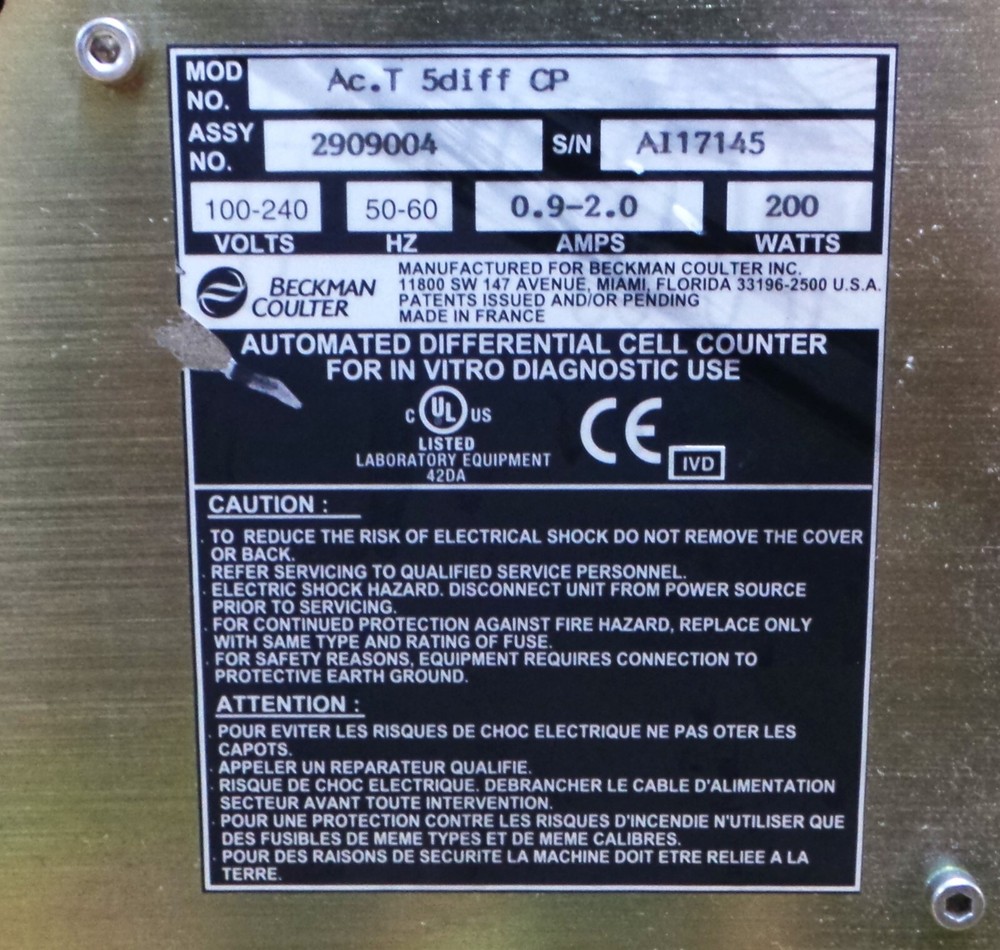 MOD NO. Ac.T 5diff CP
ASSY NO. 2909004 S/N AI17145
100-240 50-60 0.9-2.0 200
VOLTS HZ AMPS WATTS
BECKMAN COULTER
MANUFACTURED FOR BECKMAN COULTER INC.
11800 SW 147 AVENUE, MIAMI, FLORIDA 33196-2500 U.S.A.
PATENTS ISSUED AND/OR PENDING
MADE IN FRANCE
AUTOMATED DIFFERENTIAL CELL COUNTER
FOR IN VITRO DIAGNOSTIC USE
C UL US
LISTED
LABORATORY EQUIPMENT
42DA
CE
IVD
CAUTION :
. TO REDUCE THE RISK OF ELECTRICAL SHOCK DO NOT REMOVE THE COVER
OR BACK.
. REFER SERVICING TO QUALIFIED SERVICE PERSONNEL.
. ELECTRIC SHOCK HAZARD. DISCONNECT UNIT FROM POWER SOURCE
PRIOR TO SERVICING.
. FOR CONTINUED PROTECTION AGAINST FIRE HAZARD, REPLACE ONLY
WITH SAME TYPE AND RATING OF FUSE.
. FOR SAFETY REASONS, EQUIPMENT REQUIRES CONNECTION TO
PROTECTIVE EARTH GROUND.
ATTENTION :
. POUR EVITER LES RISQUES DE CHOC ELECTRIQUE NE PAS OTER LES
CAPOTS.
. APPELER UN REPARATEUR QUALIFIE.
. RISQUE DE CHOC ELECTRIQUE. DEBRANCHER LE CABLE D'ALIMENTATION
SECTEUR AVANT TOUTE INTERVENTION.
. POUR UNE PROTECTION CONTRE LES RISQUES D'INCENDIE N'UTILISER QUE
DES FUSIBLES DE MEME TYPES ET DE MEME CALIBRES.
. POUR DES RAISONS DE SECURITE LA MACHINE DOIT ETRE RELIEE A LA
TERRE.